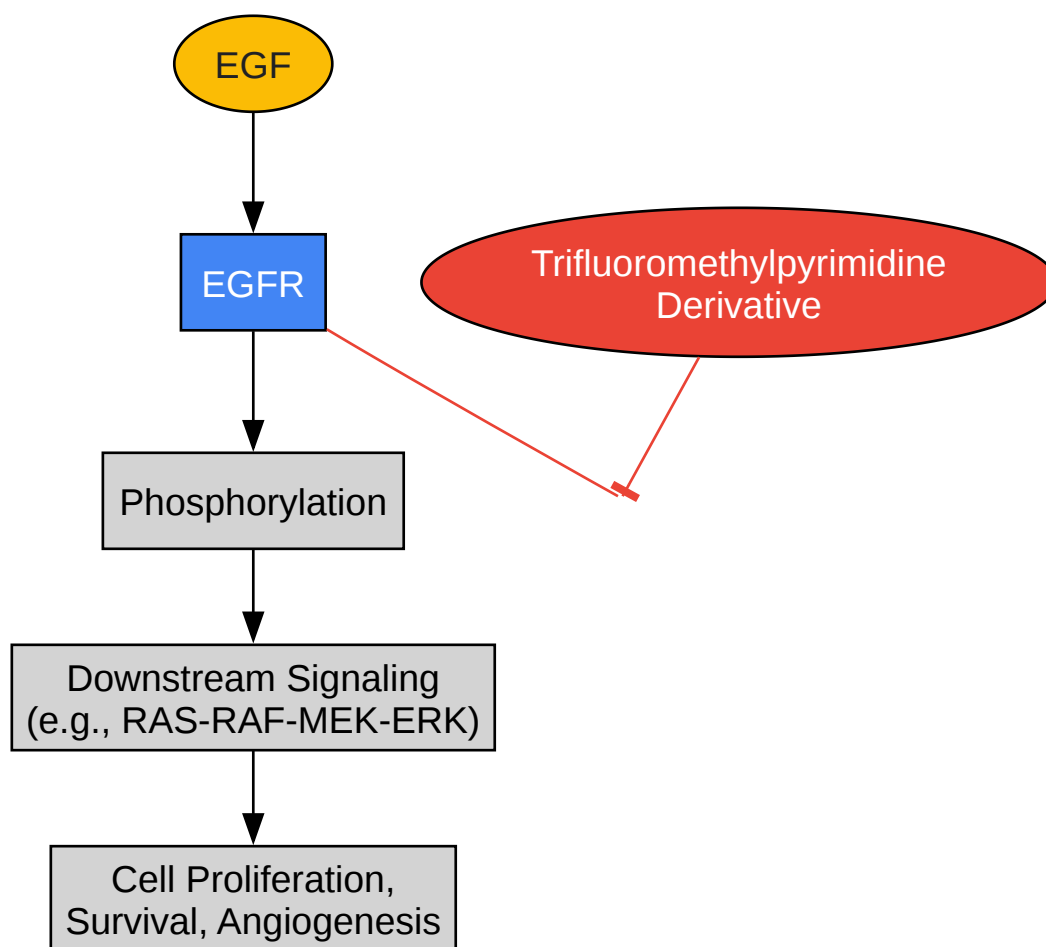 EGF
EGFR
Trifluoromethylpyrimidine
Derivative
Phosphorylation
Downstream Signaling
(e.g., RAS-RAF-MEK-ERK)
Cell Proliferation,
Survival, Angiogenesis